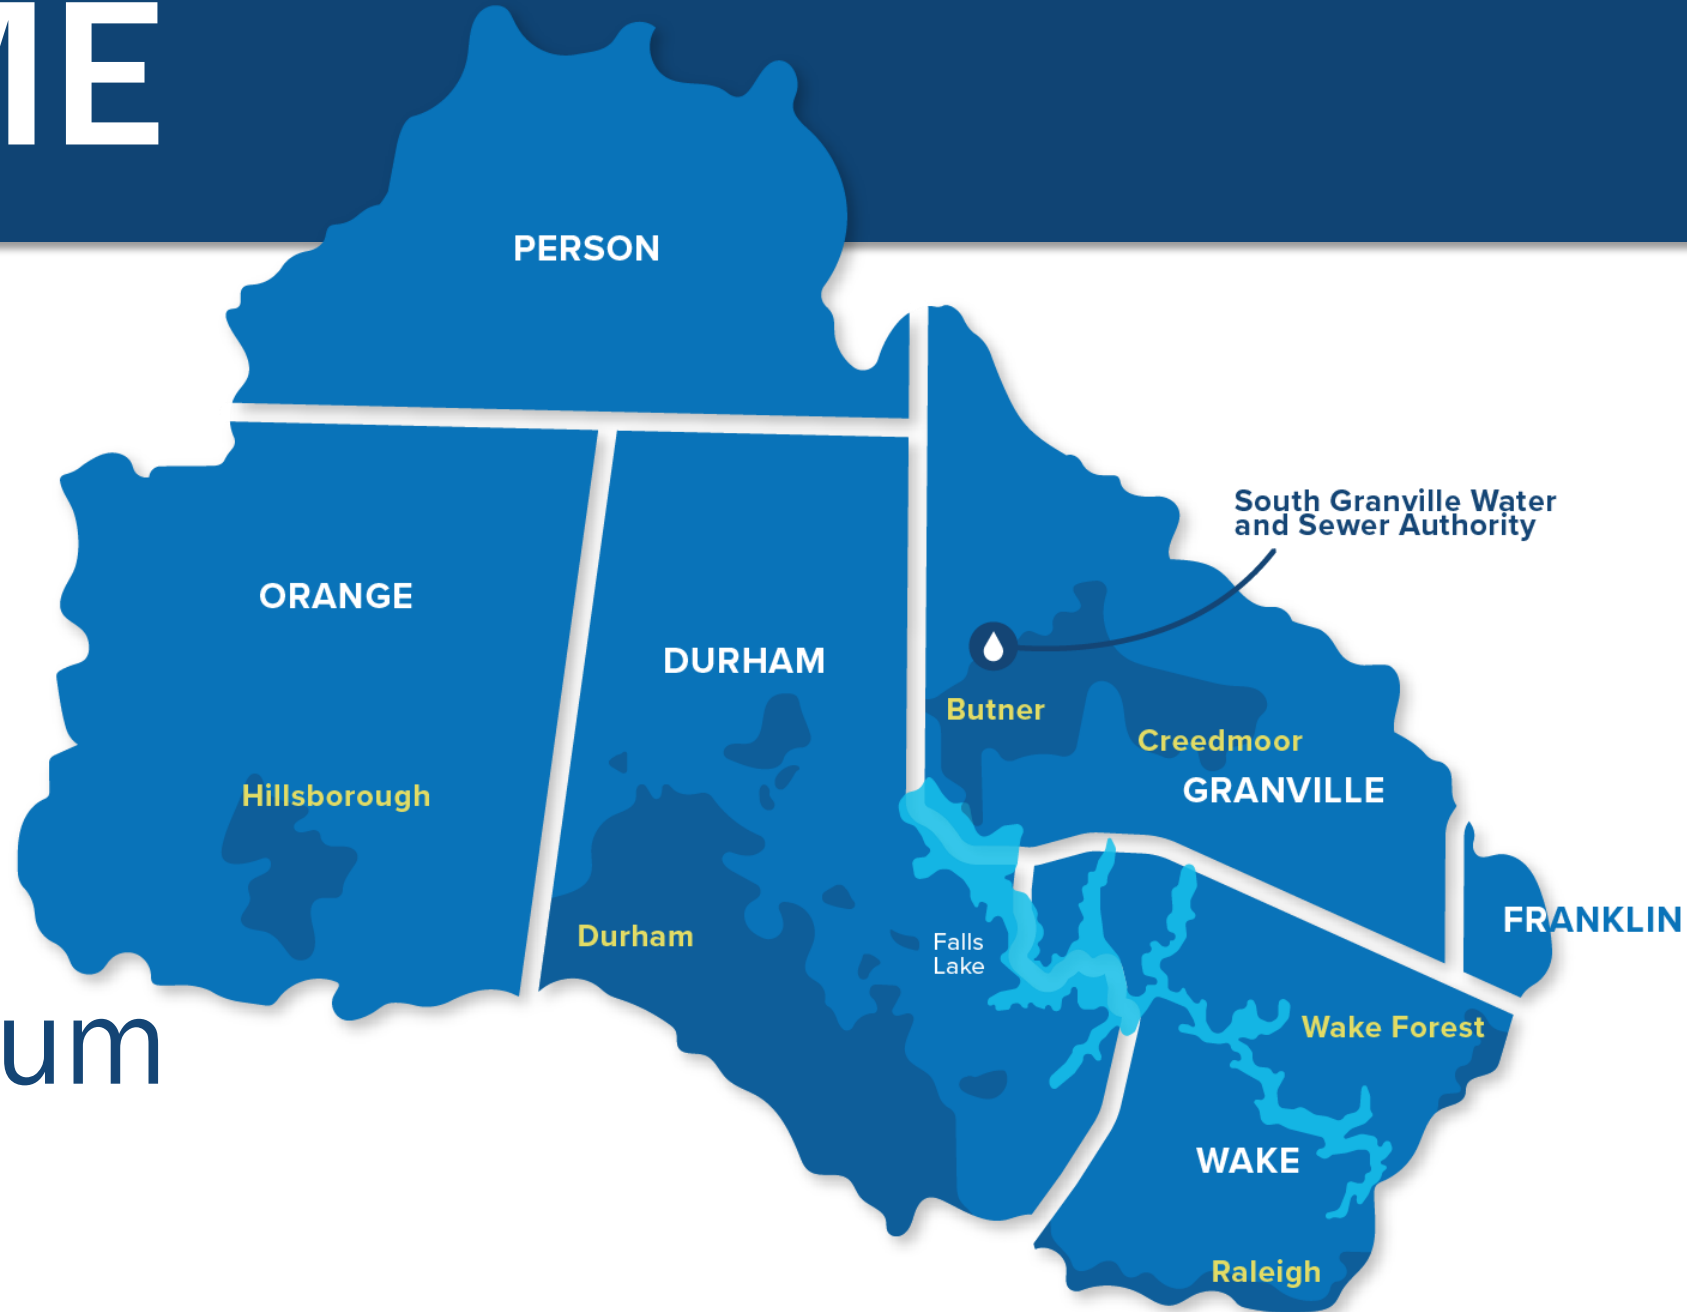 ME
PERSON
South Granville Water
and Sewer Authority
ORANGE
DURHAM
Butner
Creedmoor
GRANVILLE
Hillsborough
FRANKLIN
Durham
Falls
Lake
Wake Forest
um
WAKE
Raleigh